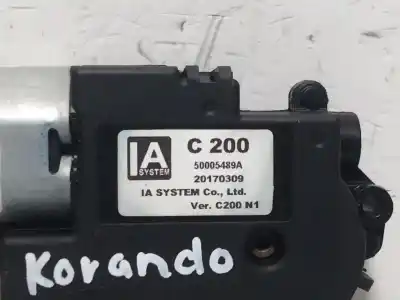 IA SYSTEM
C 200
50005489A
20170309
IA SYSTEM Co., Ltd.
Ver. C200 N1
Korando